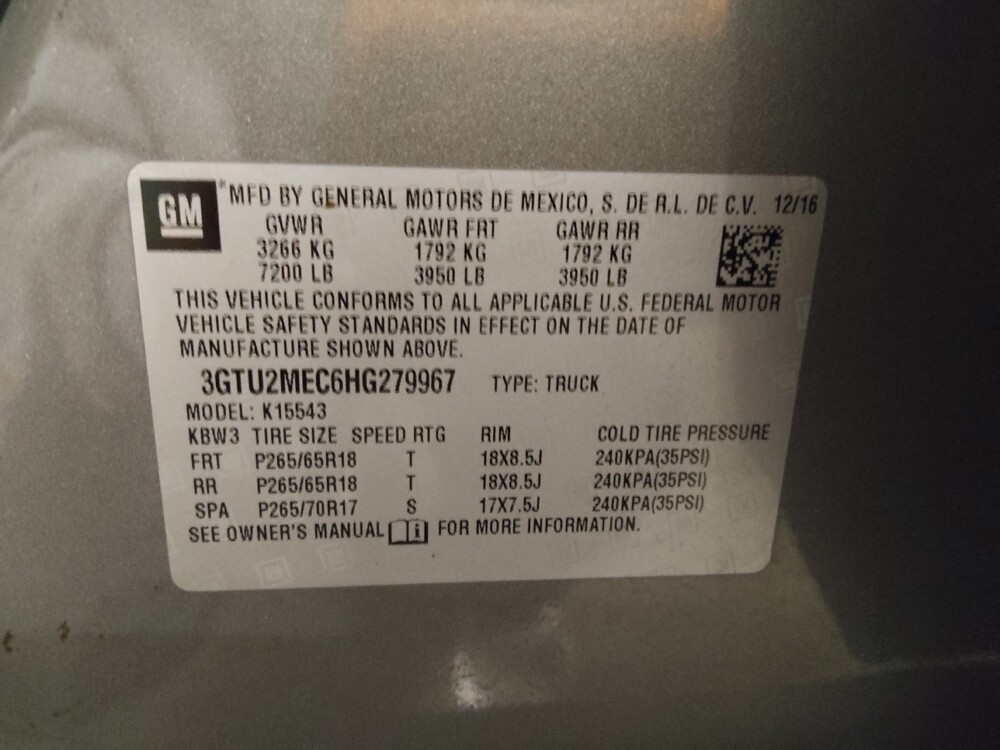 GM
MFD BY GENERAL MOTORS DE MEXICO, S. DE R.L. DE C.V. 12/16
GVWR GAWR FRT GAWR RR
3266 KG 1792 KG 1792 KG
7200 LB 3950 LB 3950 LB
THIS VEHICLE CONFORMS TO ALL APPLICABLE U.S. FEDERAL MOTOR
VEHICLE SAFETY STANDARDS IN EFFECT ON THE DATE OF
MANUFACTURE SHOWN ABOVE.
3GTU2MEC6HG279967 TYPE: TRUCK
MODEL: K15543
KBW3 TIRE SIZE SPEED RTG RIM COLD TIRE PRESSURE
FRT P265/65R18 T 18X8.5J 240KPA(35PSI)
RR P265/65R18 T 18X8.5J 240KPA(35PSI)
SPA P265/70R17 S 17X7.5J 240KPA(35PSI)
SEE OWNER'S MANUAL i FOR MORE INFORMATION.